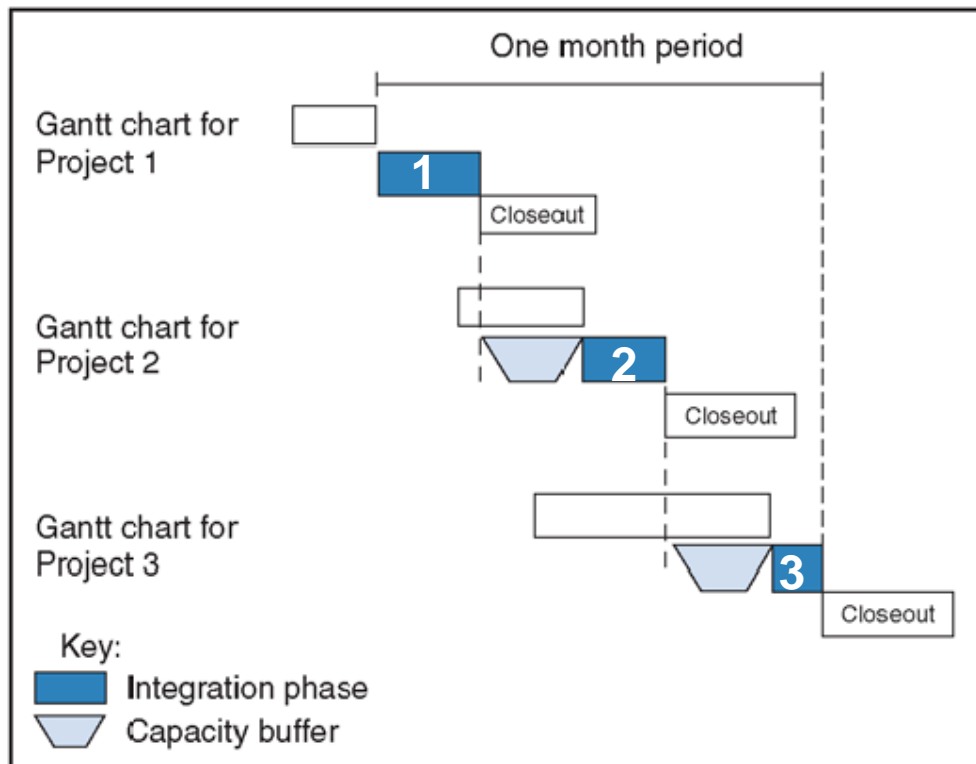 One month period
Gantt chart for
Project 1
1
Closeout
Gantt chart for
Project 2
2
Closeout
Gantt chart for
Project 3
3
Closeout
Key:
Integration phase
Capacity buffer